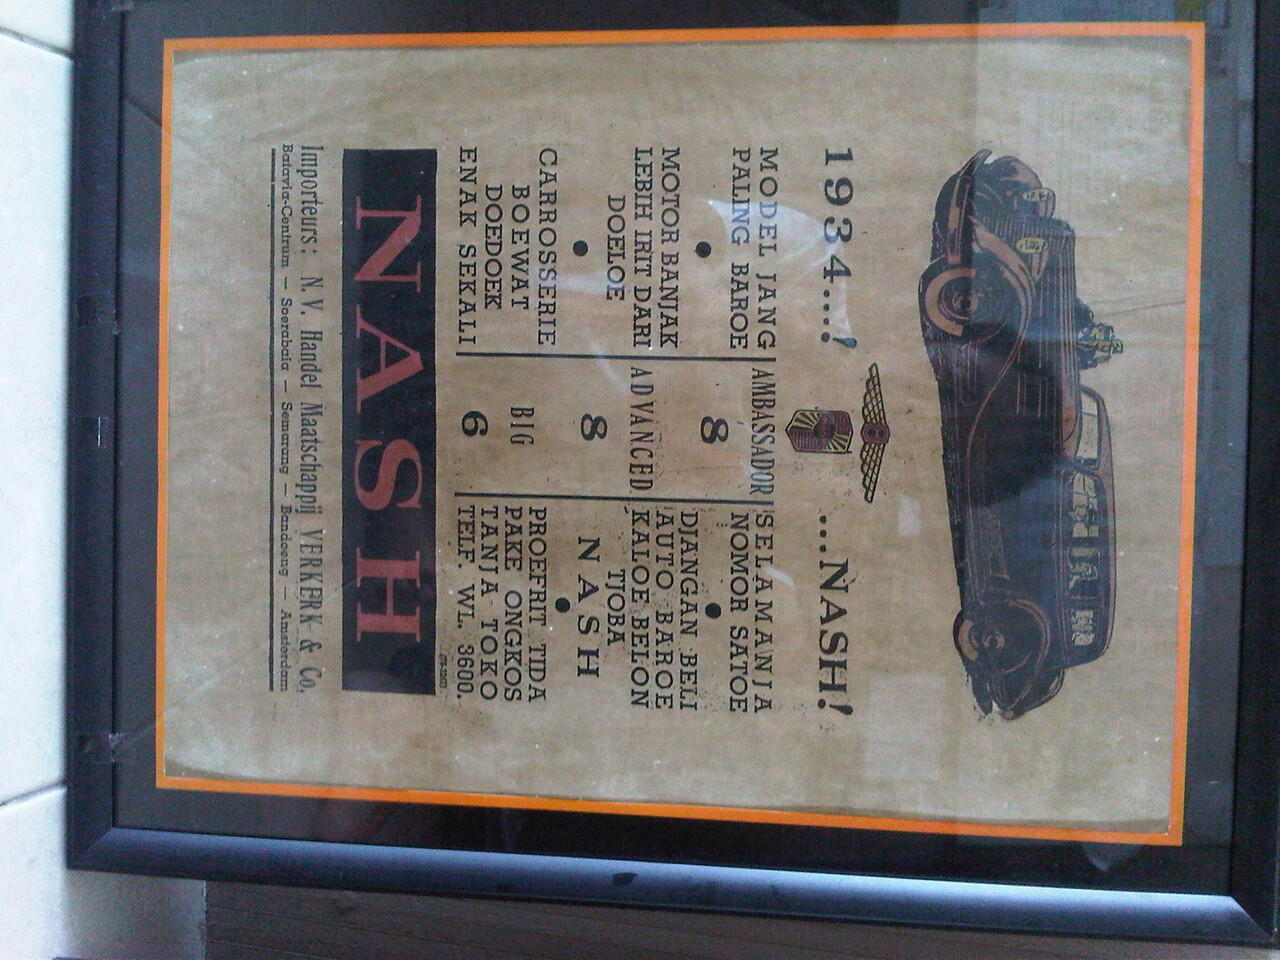 1934...! ...NASH!
MODEL JANG
PALING BAROE
MOTOR BANJAK
LEBIH IRIT DARI
DOELOE
CARROSSERIE
BOEWAT
DOEDOEK
ENAK SEKALI
AMBASSADOR
8
ADVANCED
8
BIG
6
SELAMANJA
NOMOR SATOE
DJANGAN BELI
AUTO BAROE
KALOE BELON
TJOBA
NASH
PROEFRIT TIDA
PAKE ONGKOS
TANJA TOKO
TELF. WL. 3600.
NASH
Importeurs: N.V. Handel Maatschappij VERKERK & Co.
Batavia-Centrum — Soerabaia — Semarang — Bandoeng — Amsterdam